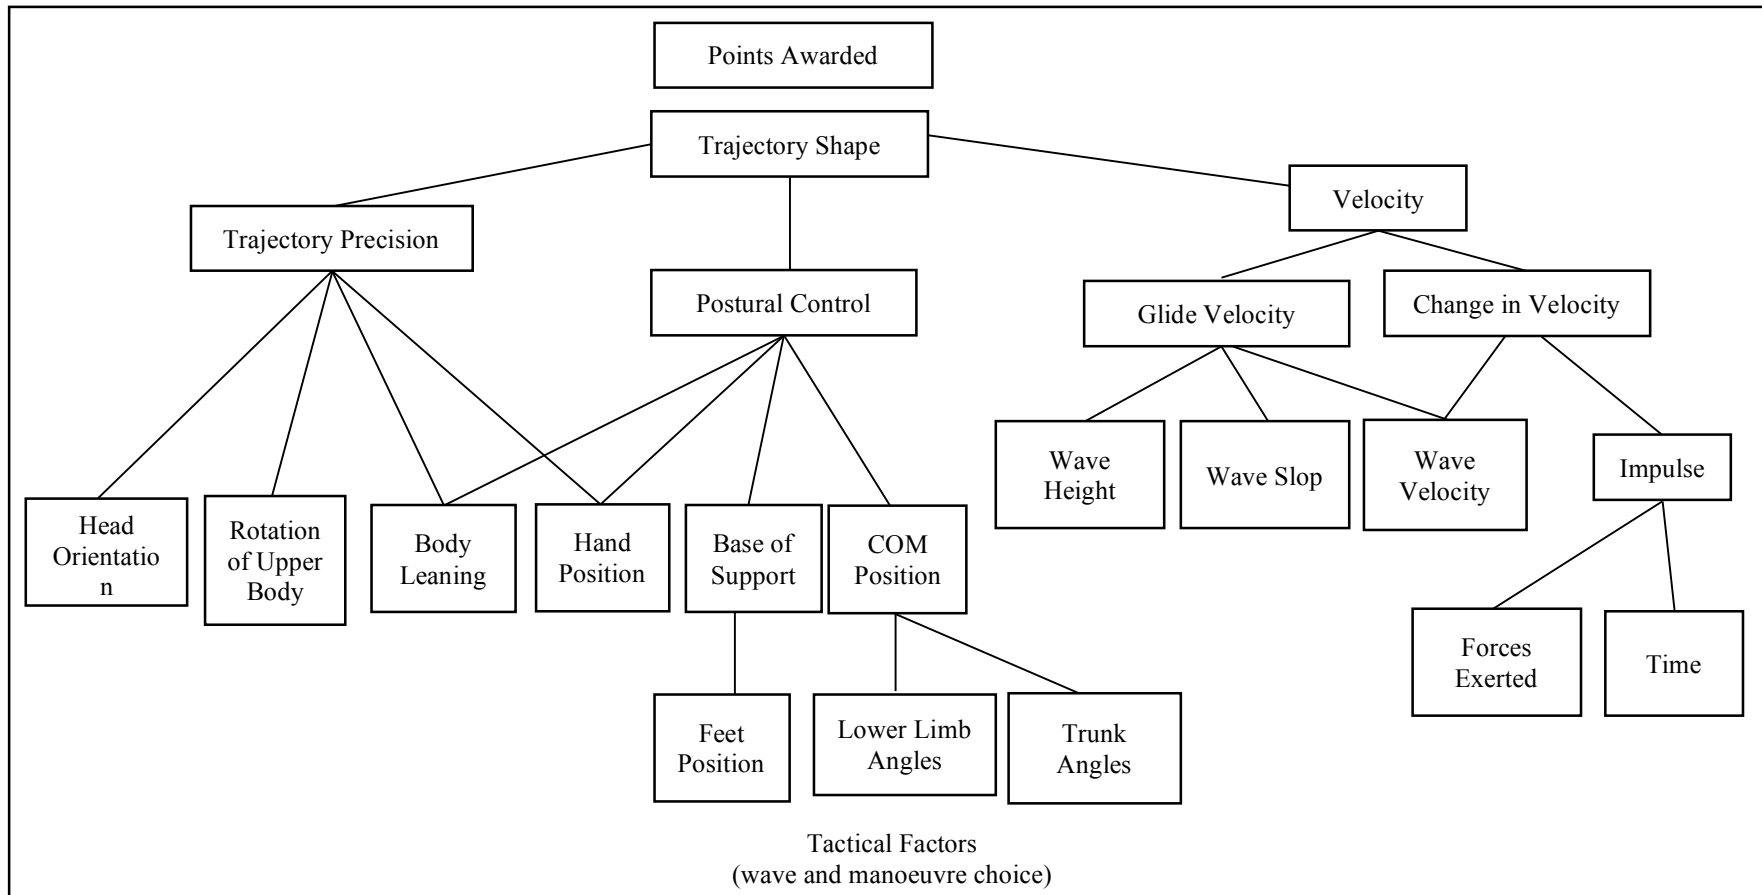 Points Awarded
Trajectory Shape
Velocity
Trajectory Precision
Postural Control
Glide Velocity
Change in Velocity
Wave
Height
Wave Slop
Wave
Velocity
Impulse
Head
Orientatio
n
Rotation
of Upper
Body
Body
Leaning
Hand
Position
Base of
Support
COM
Position
Forces
Exerted
Time
Feet
Position
Lower Limb
Angles
Trunk
Angles
Tactical Factors
(wave and manoeuvre choice)